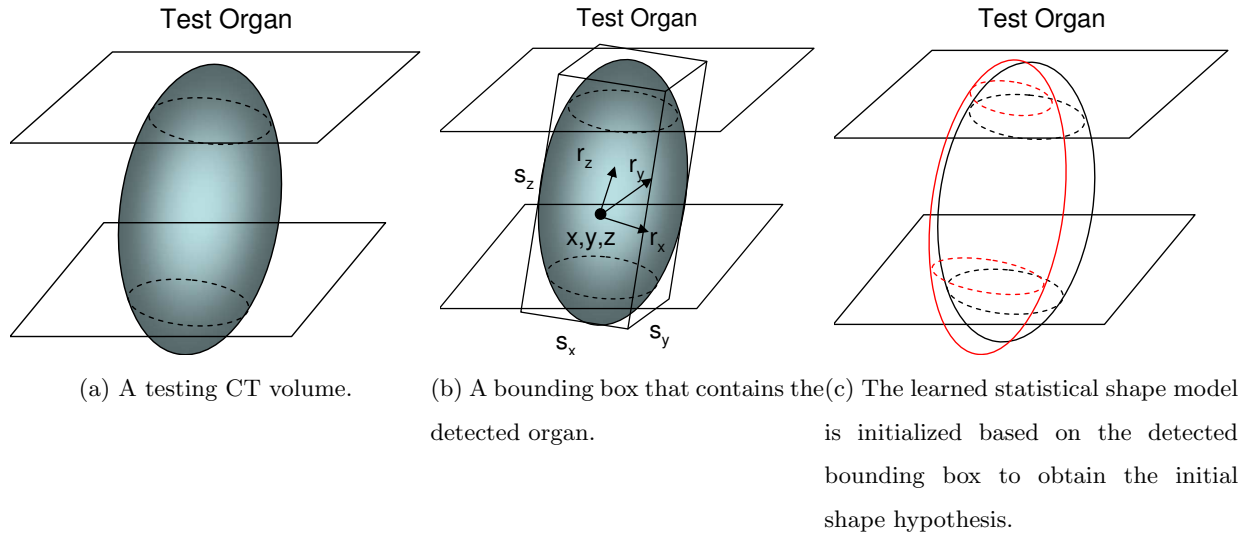 Test Organ
Test Organ
Test Organ
r_z
r_y
s_z
x,y,z
r_x
s_x
s_y
(a) A testing CT volume.
(b) A bounding box that contains the
detected organ.
(c) The learned statistical shape model
is initialized based on the detected
bounding box to obtain the initial
shape hypothesis.